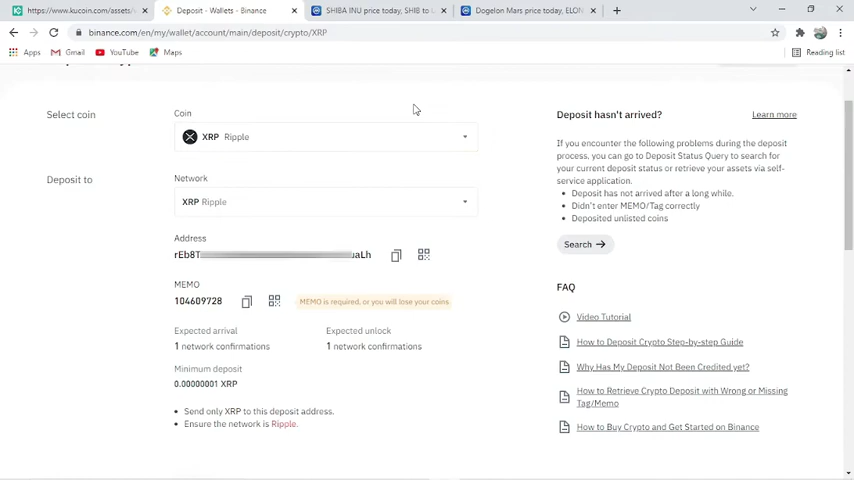 https://www.kucoin.com/assets/
Deposit - Wallets - Binance
SHIBA INU price today, SHIB to U
Dogelon Mars price today, ELON
binance.com/en/my/wallet/account/main/deposit/crypto/XRP
Apps
Gmail
YouTube
Maps
Reading list
Select coin
Coin
XRP Ripple
Deposit to
Network
XRP Ripple
Address
rEb8T
aLh
MEMO
104609728
MEMO is required, or you will lose your coins
Expected arrival
Expected unlock
1 network confirmations
1 network confirmations
Minimum deposit
0.00000001 XRP
• Send only XRP to this deposit address.
• Ensure the network is Ripple.
Deposit hasn't arrived?
Learn more
If you encounter the following problems during the deposit
process, you can go to Deposit Status Query to search for
your current deposit status or retrieve your assets via self-
service application.
• Deposit has not arrived after a long while.
• Didn't enter MEMO/Tag correctly
• Deposited unlisted coins
Search →
FAQ
Video Tutorial
How to Deposit Crypto Step-by-step Guide
Why Has My Deposit Not Been Credited yet?
How to Retrieve Crypto Deposit with Wrong or Missing
Tag/Memo
How to Buy Crypto and Get Started on Binance